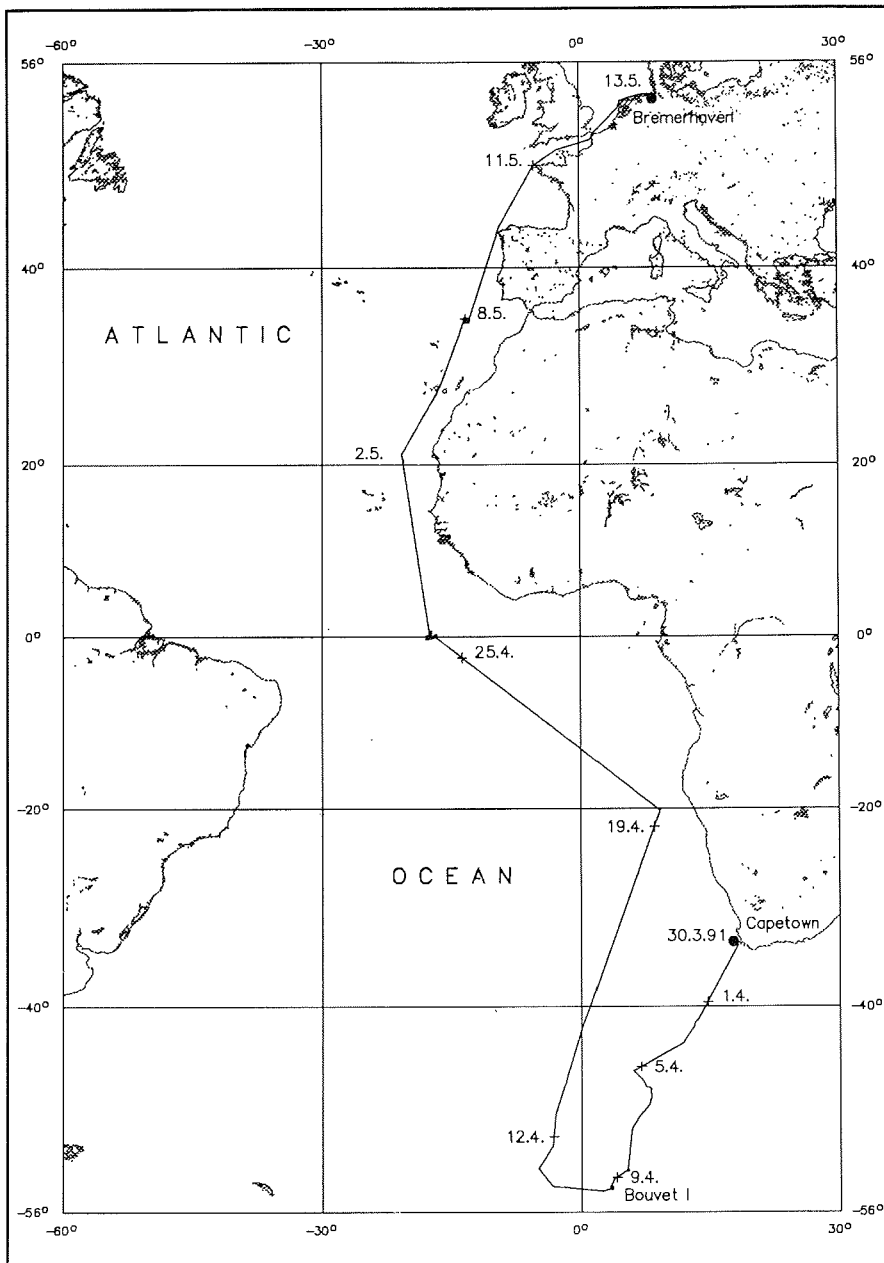 -60° -30° 0° 30°
56° 56°
13.5.
Bremerhaven
11.5.
40° 40°
8.5.
ATLANTIC
2.5.
20° 20°
0° 0°
25.4.
-20° -20°
19.4.
OCEAN
Capetown
30.3.91
-40° -40°
1.4.
5.4.
12.4.
9.4.
Bouvet I
-56° -56°
-60° -30° 0° 30°